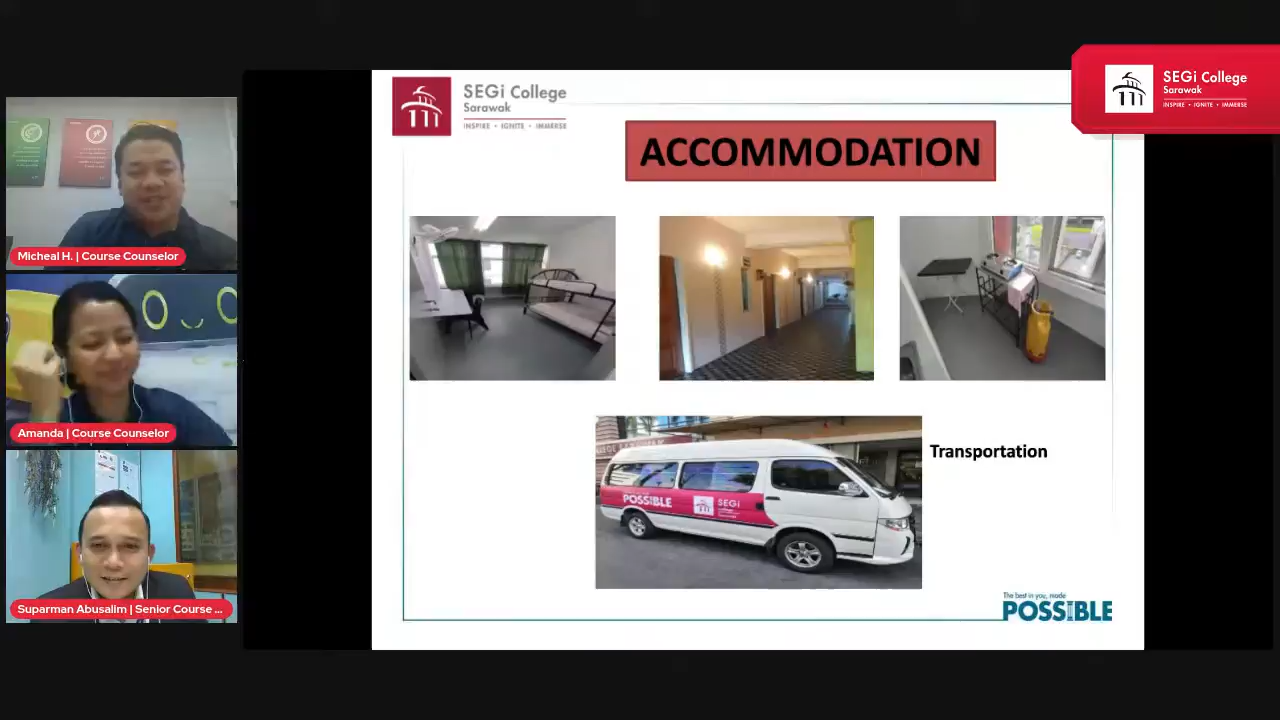 SEGi College
Sarawak
INSPIRE • IGNITE • IMMERSE
SEGi College
Sarawak
INSPIRE • IGNITE • IMMERSE
ACCOMMODATION
Micheal H. | Course Counselor
Amanda | Course Counselor
Suparman Abusalim | Senior Course ...
POSSIBLE
SEGi
Transportation
The best in you, made
POSSIBLE